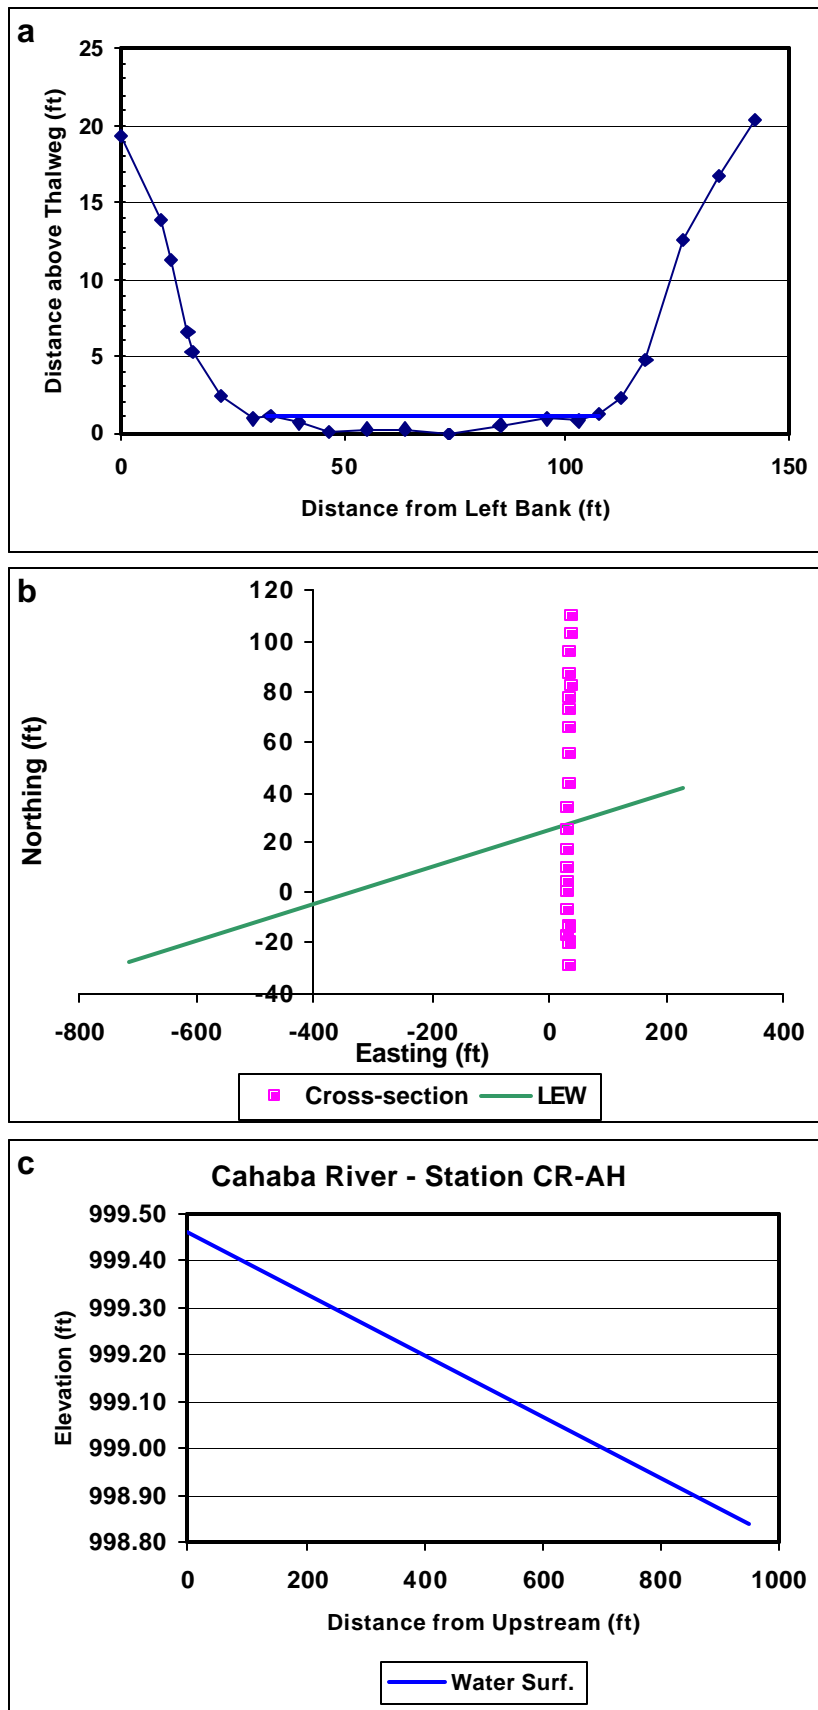 a
25
20
15
10
5
0
Distance above Thalweg (ft)
0 50 100 150
Distance from Left Bank (ft)
b
120
100
80
60
40
20
0
-20
-40
Northing (ft)
-800 -600 -400 -200 0 200 400
Easting (ft)
Cross-section LEW
c
Cahaba River - Station CR-AH
999.50
999.40
999.30
999.20
999.10
999.00
998.90
998.80
Elevation (ft)
0 200 400 600 800 1000
Distance from Upstream (ft)
Water Surf.